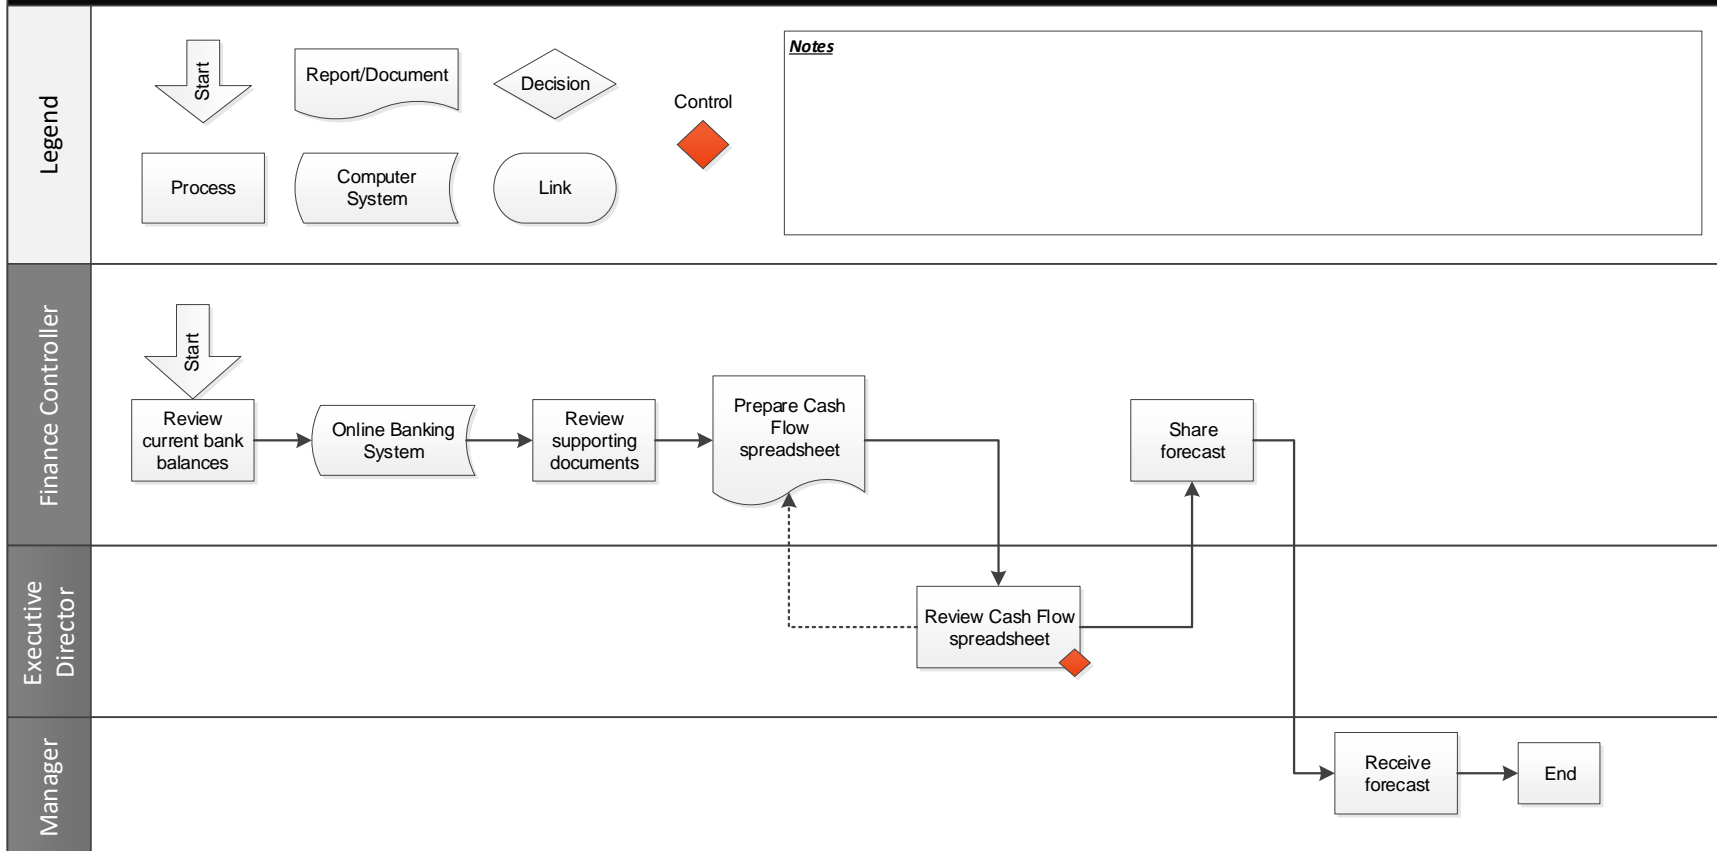 Legend
Start
Report/Document
Decision
Control
Process
Computer
System
Link
Notes
Finance Controller
Start
Review
current bank
balances
Online Banking
System
Review
supporting
documents
Prepare Cash
Flow
spreadsheet
Share
forecast
Executive
Director
Review Cash Flow
spreadsheet
Manager
Receive
forecast
End